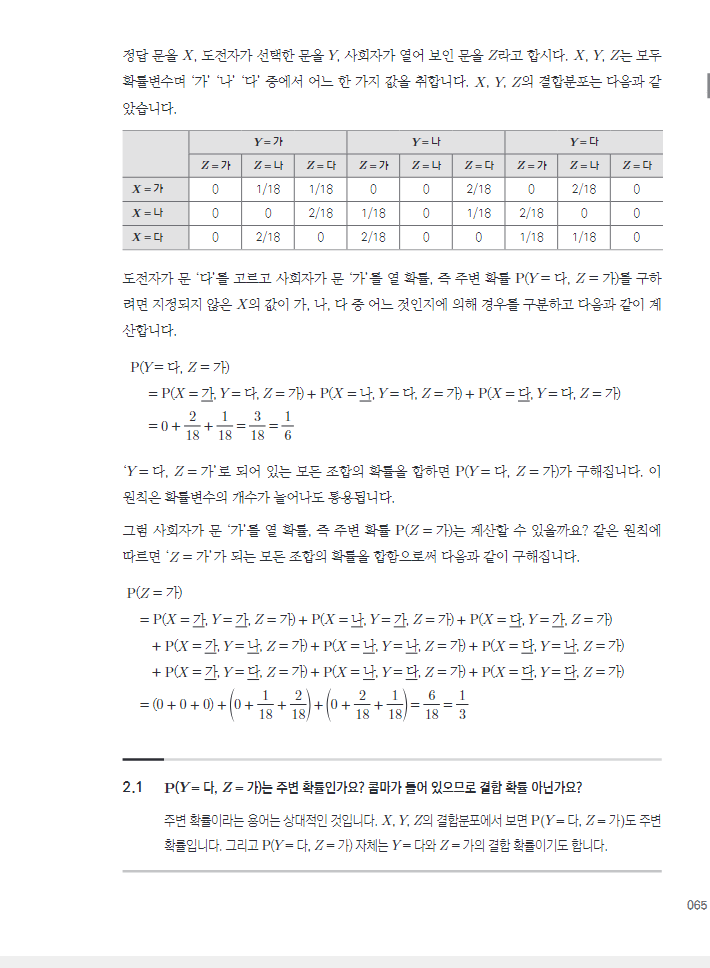 정답 문을 X, 도전자가 선택한 문을 Y, 사회자가 열어 보인 문을 Z라고 합시다. X, Y, Z는 모두
확률변수며 ‘가’ ‘나’ ‘다’ 중에서 어느 한 가지 값을 취합니다. X, Y, Z의 결합분포는 다음과 같
았습니다.
Y = 가 Y = 나 Y = 다
Z = 가 Z = 나 Z = 다 Z = 가 Z = 나 Z = 다 Z = 가 Z = 나 Z = 다
X = 가 0 1/18 1/18 0 0 2/18 0 2/18 0
X = 나 0 0 2/18 1/18 0 1/18 2/18 0 0
X = 다 0 2/18 0 2/18 0 0 1/18 1/18 0
도전자가 문 ‘다’를 고르고 사회자가 문 ‘가’를 열 확률, 즉 주변 확률 P(Y = 다, Z = 가)를 구하
려면 지정되지 않은 X의 값이 가, 나, 다 중 어느 것인지에 의해 경우를 구분하고 다음과 같이 계
산합니다.
P(Y = 다, Z = 가)
= P(X = 가, Y = 다, Z = 가) + P(X = 나, Y = 다, Z = 가) + P(X = 다, Y = 다, Z = 가)
= 0 + 2/18 + 1/18 = 3/18 = 1/6
‘Y = 다, Z = 가’로 되어 있는 모든 조합의 확률을 합하면 P(Y = 다, Z = 가)가 구해집니다. 이
원칙은 확률변수의 개수가 늘어나도 통용됩니다.
그럼 사회자가 문 ‘가’를 열 확률, 즉 주변 확률 P(Z = 가)는 계산할 수 있을까요? 같은 원칙에
따르면 ‘Z = 가’가 되는 모든 조합의 확률을 합함으로써 다음과 같이 구해집니다.
P(Z = 가)
= P(X = 가, Y = 가, Z = 가) + P(X = 나, Y = 가, Z = 가) + P(X = 다, Y = 가, Z = 가)
+ P(X = 가, Y = 나, Z = 가) + P(X = 나, Y = 나, Z = 가) + P(X = 다, Y = 나, Z = 가)
+ P(X = 가, Y = 다, Z = 가) + P(X = 나, Y = 다, Z = 가) + P(X = 다, Y = 다, Z = 가)
= (0 + 0 + 0) + (0 + 1/18 + 2/18) + (0 + 2/18 + 1/18) = 6/18 = 1/3
2.1 P(Y = 다, Z = 가)는 주변 확률인가요? 콤마가 들어 있으므로 결합 확률 아닌가요?
주변 확률이라는 용어는 상대적인 것입니다. X, Y, Z의 결합분포에서 보면 P(Y = 다, Z = 가)도 주변
확률입니다. 그리고 P(Y = 다, Z = 가) 자체는 Y = 다와 Z = 가의 결합 확률이기도 합니다.
065